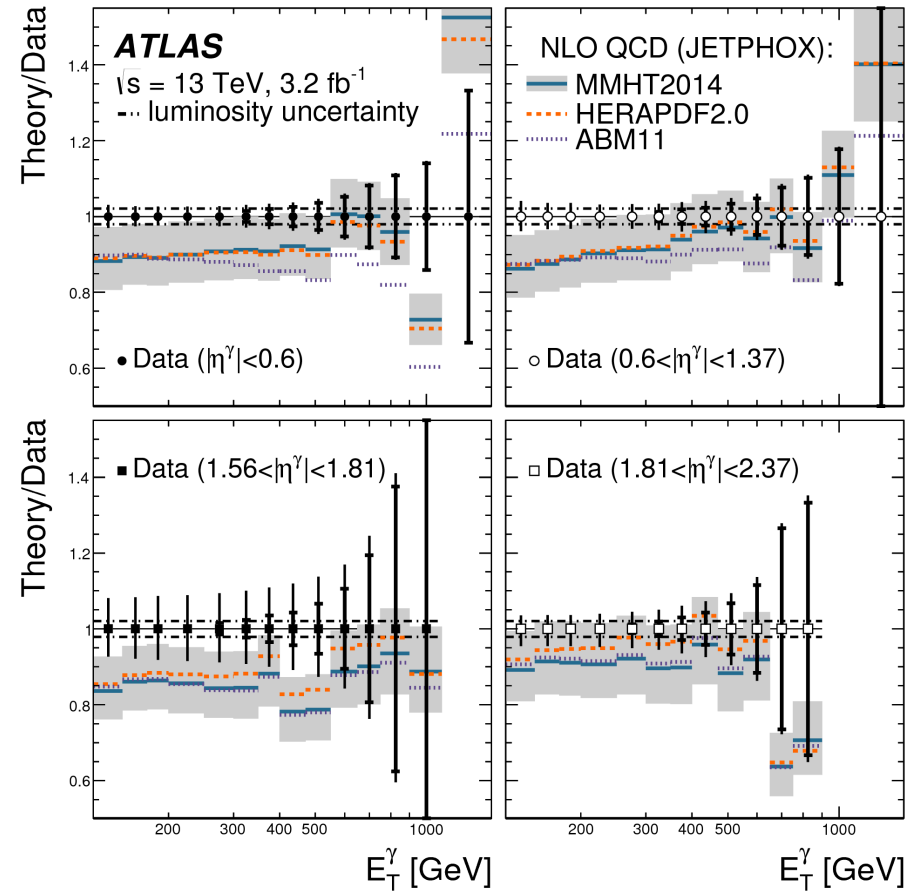 ATLAS
√s = 13 TeV, 3.2 fb⁻¹
luminosity uncertainty
NLO QCD (JETPHOX):
MMHT2014
HERAPDF2.0
ABM11
Theory/Data
1.4
1.2
1
0.8
0.6
Data (|η^γ|<0.6)
Data (0.6<|η^γ|<1.37)
Theory/Data
1.4
1.2
1
0.8
0.6
Data (1.56<|η^γ|<1.81)
Data (1.81<|η^γ|<2.37)
200 300 400 500 1000
200 300 400 500 1000
E_T^γ [GeV]
E_T^γ [GeV]